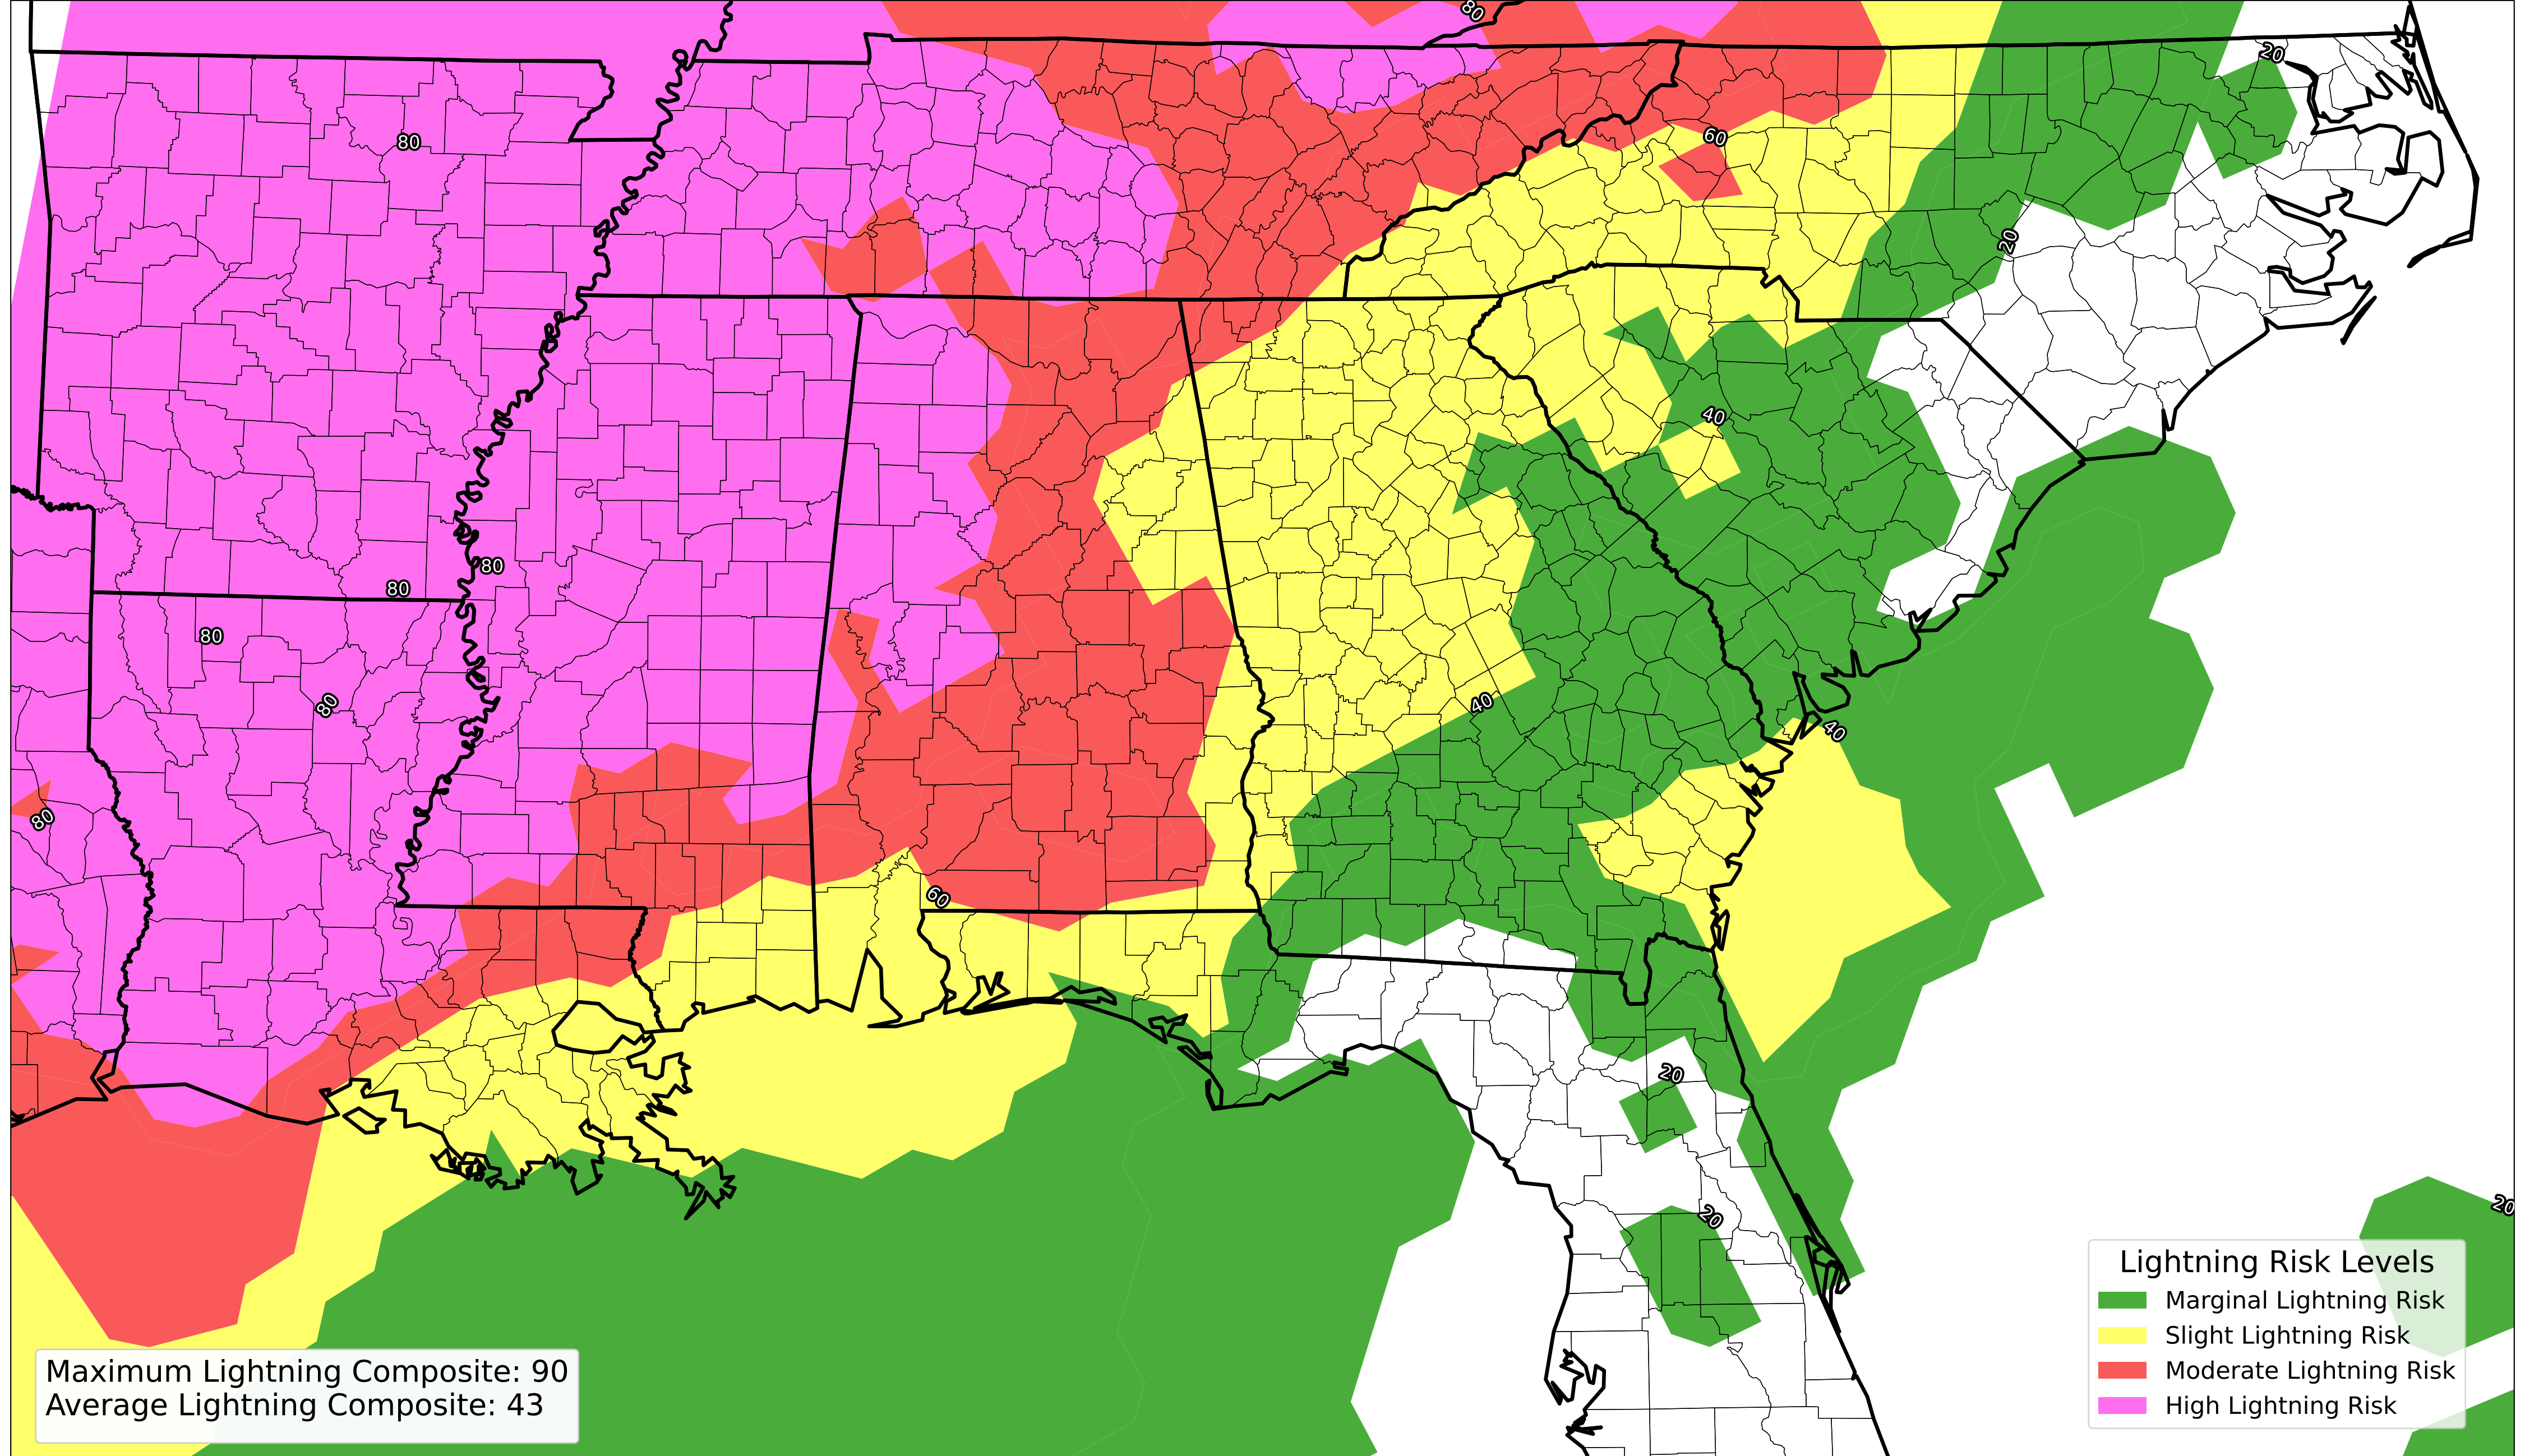 80
20
80
60
20
40
80
80
80
80
40
40
80
60
20
20
20
Lightning Risk Levels
Marginal Lightning Risk
Slight Lightning Risk
Moderate Lightning Risk
High Lightning Risk
Maximum Lightning Composite: 90
Average Lightning Composite: 43